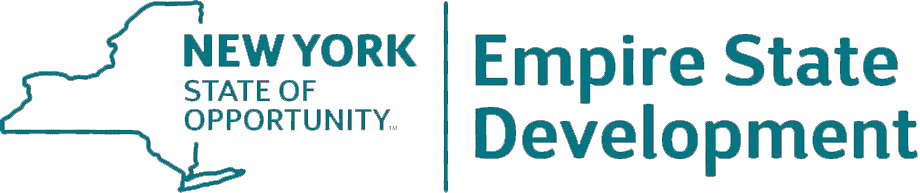 NEW YORK
STATE OF
OPPORTUNITY™
Empire State
Development